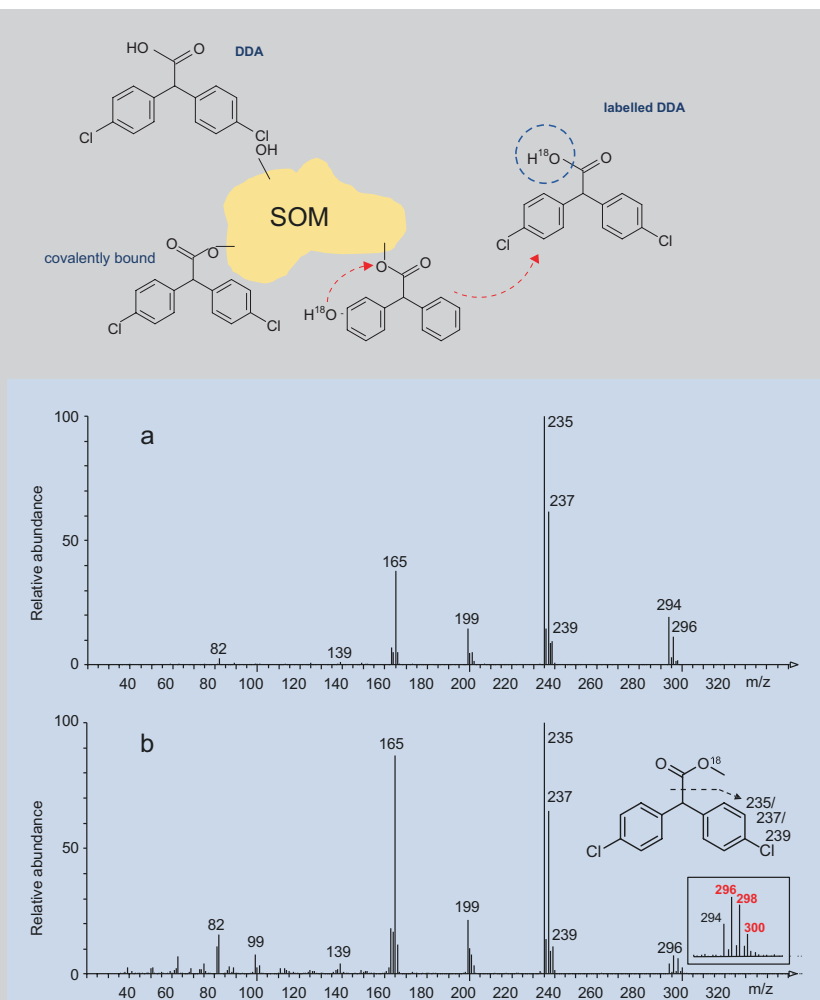 DDA
HO
O
Cl
Cl
OH
labelled DDA
H¹⁸O
O
Cl
Cl
SOM
covalently bound
O
O
Cl
Cl
O
O
H¹⁸O
a
Relative abundance
100
50
0
82
139
165
199
235
237
239
294
296
40 60 80 100 120 140 160 180 200 220 240 260 280 300 320 m/z
b
Relative abundance
100
50
0
82
99
139
165
199
235
237
239
296
O
O¹⁸
Cl
Cl
235/
237/
239
294
296
298
300
40 60 80 100 120 140 160 180 200 220 240 260 280 300 320 m/z